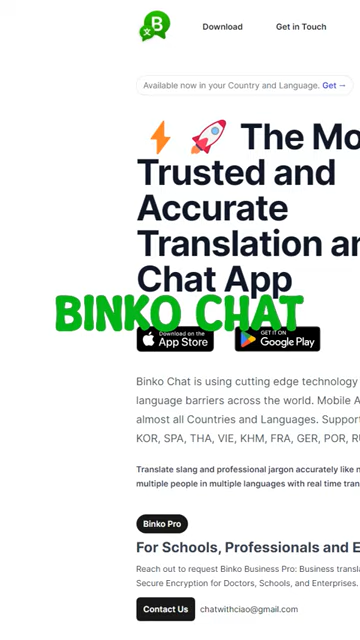 B
文
Download Get in Touch
Available now in your Country and Language. Get →
The Mo
Trusted and
Accurate
Translation an
Chat App
BINKO CHAT
Download on the
App Store
GET IT ON
Google Play
Binko Chat is using cutting edge technology
language barriers across the world. Mobile A
almost all Countries and Languages. Support
KOR, SPA, THA, VIE, KHM, FRA, GER, POR, RU
Translate slang and professional jargon accurately like n
multiple people in multiple languages with real time tran
Binko Pro
For Schools, Professionals and E
Reach out to request Binko Business Pro: Business transla
Secure Encryption for Doctors, Schools, and Enterprises.
Contact Us chatwithciao@gmail.com